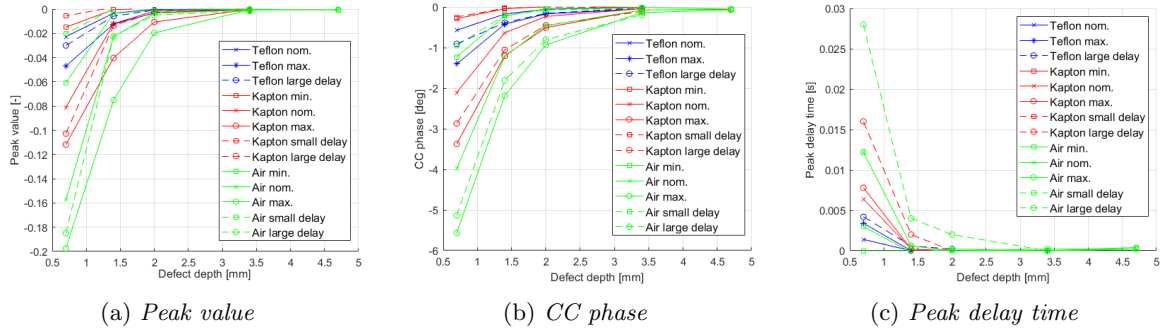 0
-0.02
-0.04
-0.06
-0.08
-0.1
-0.12
-0.14
-0.16
-0.18
-0.2
Peak value [-]
0.5 1 1.5 2 2.5 3 3.5 4 4.5 5
Defect depth [mm]
Teflon nom.
Teflon max.
Teflon large delay
Kapton min.
Kapton nom.
Kapton max.
Kapton small delay
Kapton large delay
Air min.
Air nom.
Air max.
Air small delay
Air large delay
(a) Peak value
0
-1
-2
-3
-4
-5
-6
CC phase [deg]
0.5 1 1.5 2 2.5 3 3.5 4 4.5 5
Defect depth [mm]
Teflon nom.
Teflon max.
Teflon large delay
Kapton min.
Kapton nom.
Kapton max.
Kapton small delay
Kapton large delay
Air min.
Air nom.
Air max.
Air small delay
Air large delay
(b) CC phase
0.03
0.025
0.02
0.015
0.01
0.005
0
Peak delay time [s]
0.5 1 1.5 2 2.5 3 3.5 4 4.5 5
Defect depth [mm]
Teflon nom.
Teflon max.
Teflon large delay
Kapton min.
Kapton nom.
Kapton max.
Kapton small delay
Kapton large delay
Air min.
Air nom.
Air max.
Air small delay
Air large delay
(c) Peak delay time